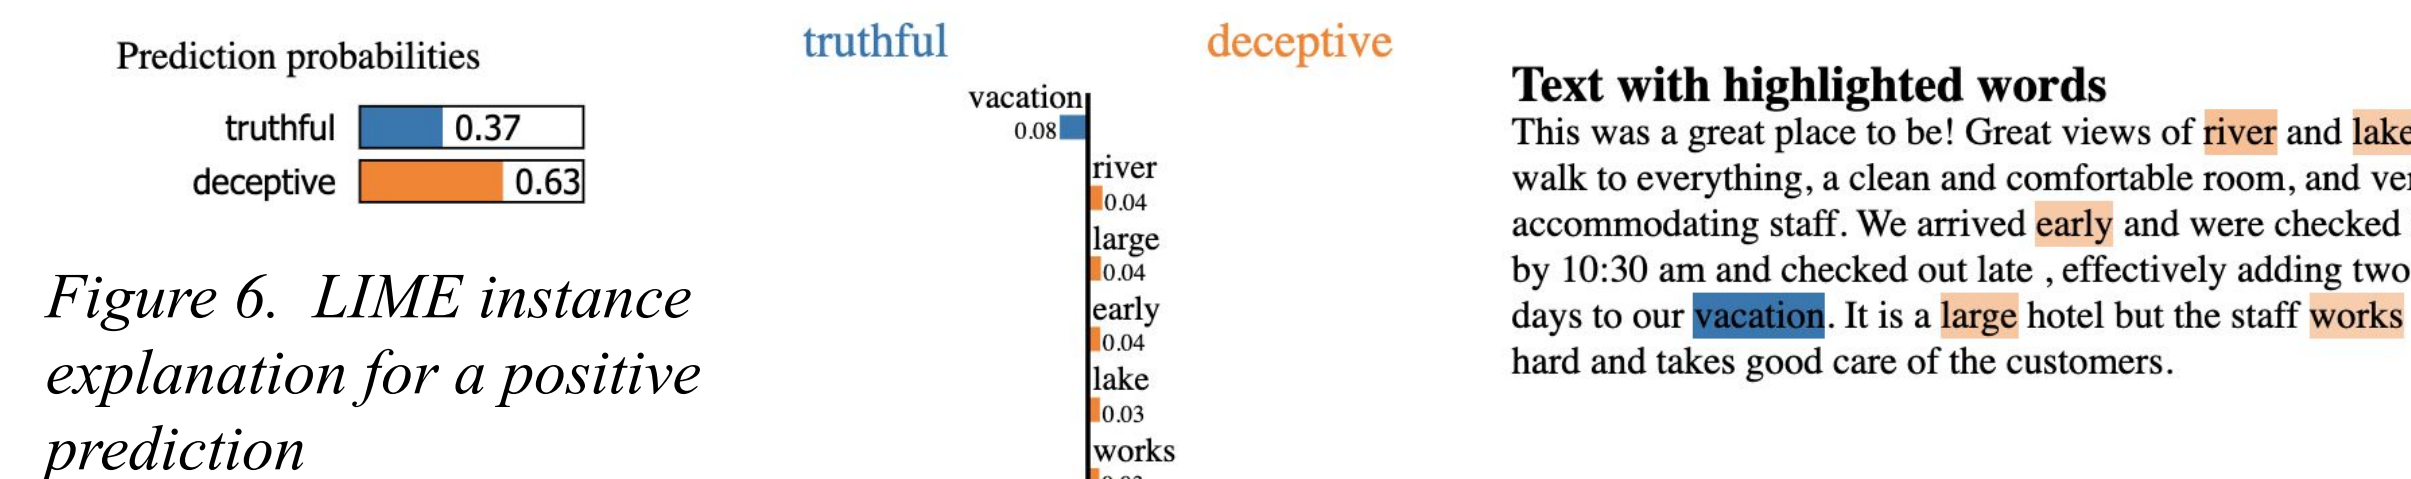 Prediction probabilities
truthful 0.37
deceptive 0.63
Figure 6. LIME instance
explanation for a positive
prediction
truthful deceptive
vacation
0.08
river
0.04
large
0.04
early
0.04
lake
0.03
works
Text with highlighted words
This was a great place to be! Great views of river and lake
walk to everything, a clean and comfortable room, and
accommodating staff. We arrived early and were checked
by 10:30 am and checked out late , effectively adding two
days to our vacation. It is a large hotel but the staff works
hard and takes good care of the customers.